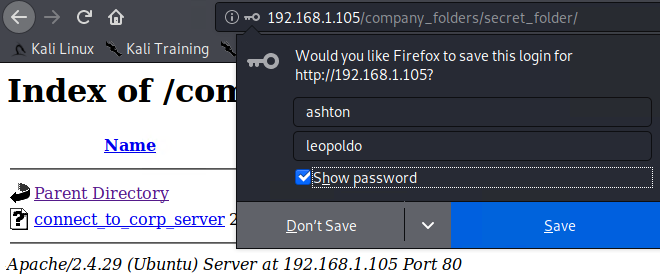 192.168.1.105/company_folders/secret_folder/
Kali Linux Kali Training
Would you like Firefox to save this login for
http://192.168.1.105?
ashton
leopoldo
Show password
Don't Save Save
Index of /com
Name
Parent Directory
connect_to_corp_server 2
Apache/2.4.29 (Ubuntu) Server at 192.168.1.105 Port 80